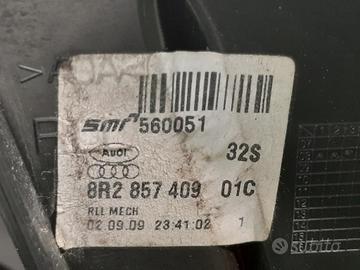 smr 560051
32S
Audi
8R2 857 409 01C
RLL MECH
02.09.09 23:41:02 1
subito